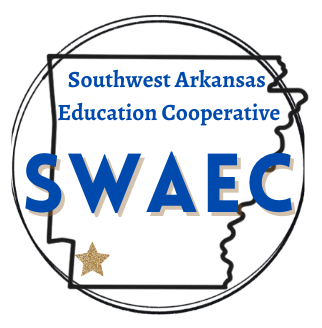 Southwest Arkansas
Education Cooperative
SWAEC